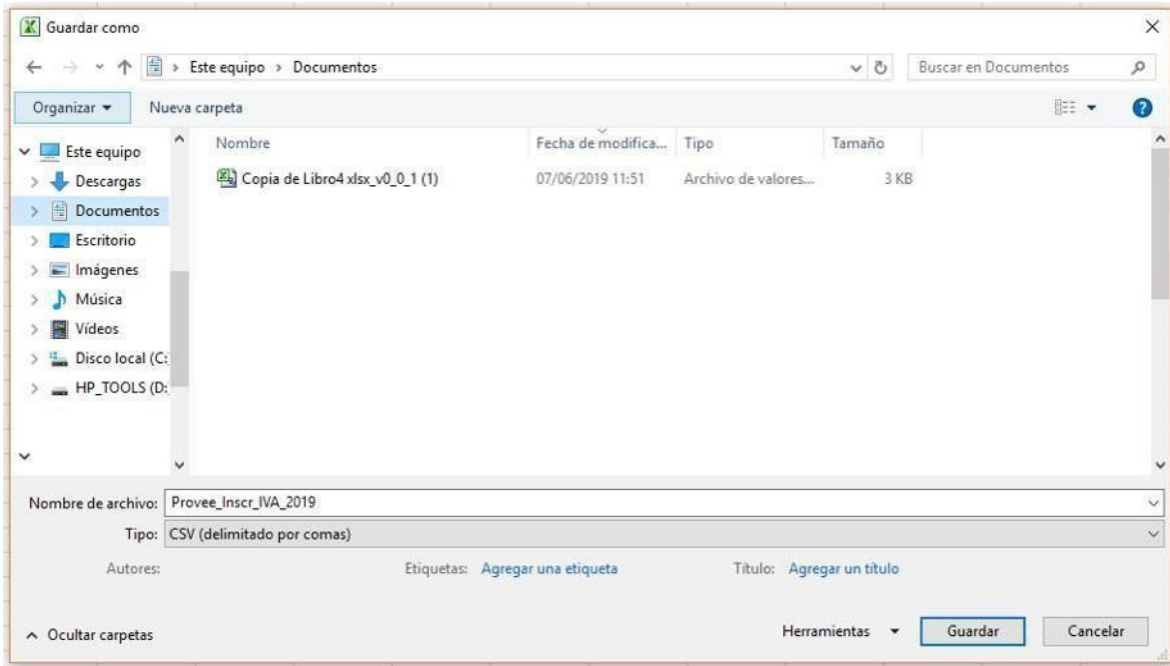 Guardar como
Este equipo > Documentos
Buscar en Documentos
Organizar
Nueva carpeta
Nombre
Fecha de modifica...
Tipo
Tamaño
Este equipo
Descargas
Documentos
Escritorio
Imágenes
Música
Vídeos
Disco local (C:
HP_TOOLS (D:
Copia de Libro4 xlsx_v0_0_1 (1)
07/06/2019 11:51
Archivo de valores...
3 KB
Nombre de archivo: Provee_Inscr_IVA_2019
Tipo: CSV (delimitado por comas)
Autores:
Etiquetas: Agregar una etiqueta
Título: Agregar un título
Ocultar carpetas
Herramientas
Guardar
Cancelar